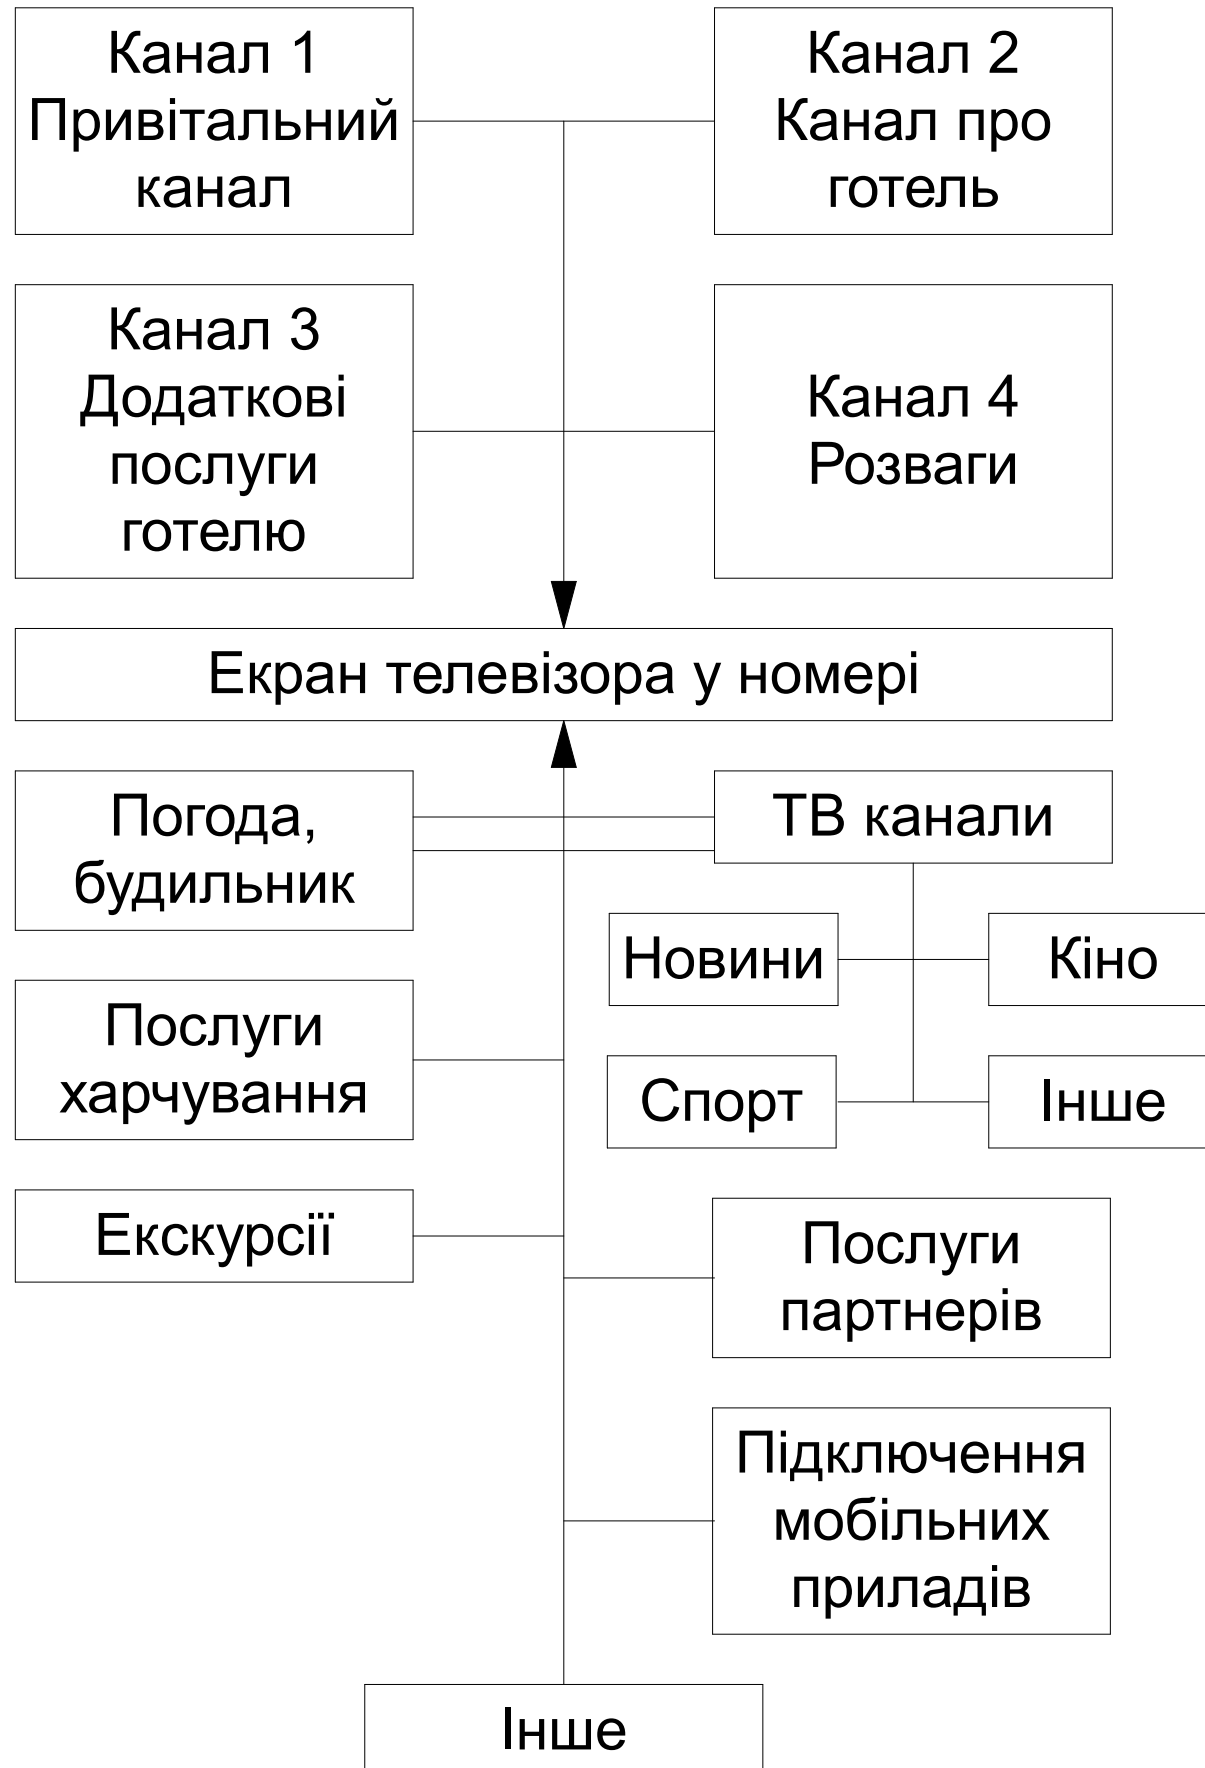 Канал 1
Привітальний
канал
Канал 2
Канал про
готель
Канал 3
Додаткові
послуги
готелю
Канал 4
Розваги
Екран телевізора у номері
Погода,
будильник
ТВ канали
Новини
Кіно
Послуги
харчування
Спорт
Інше
Екскурсії
Послуги
партнерів
Підключення
мобільних
приладів
Інше